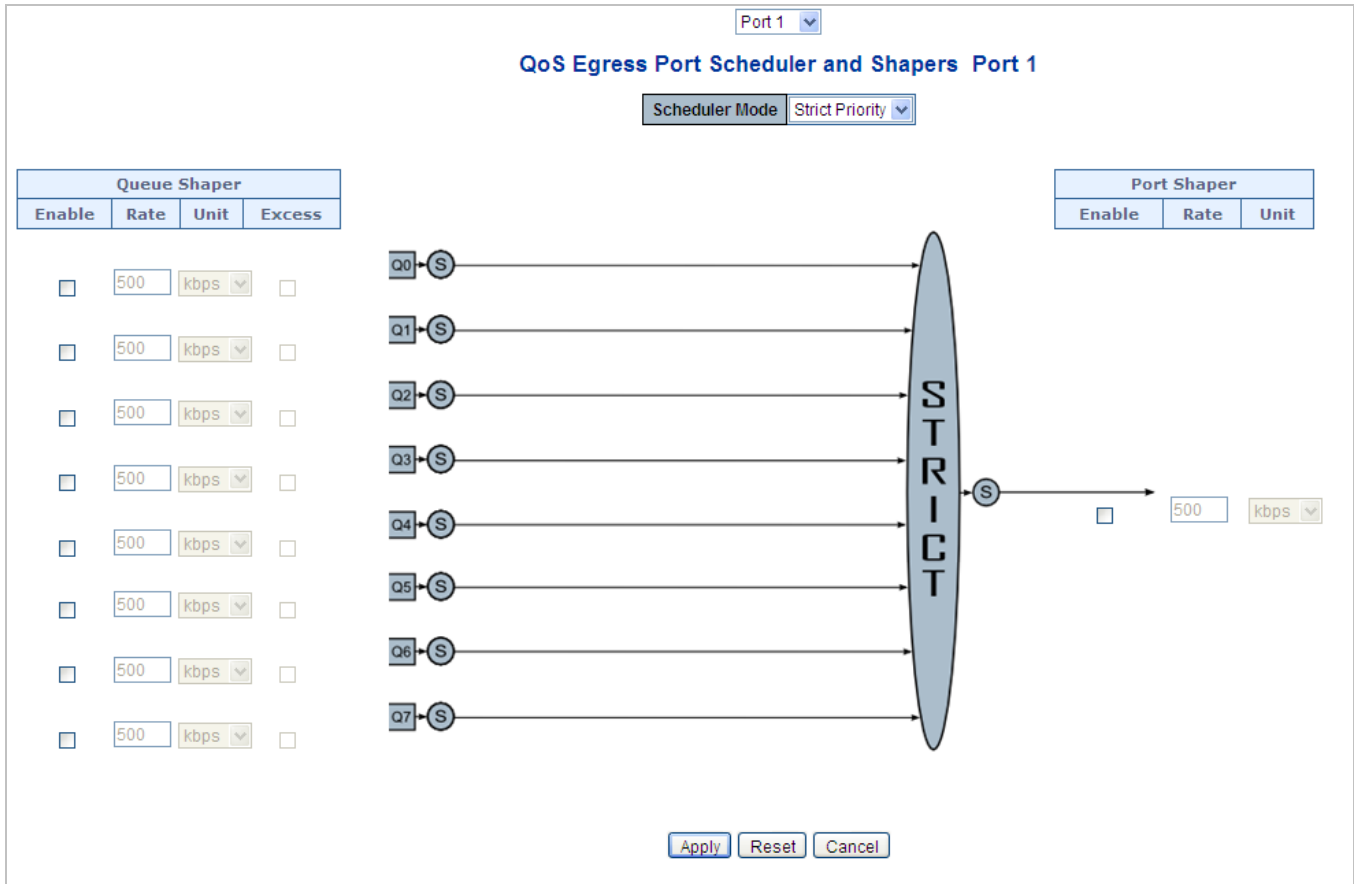 Port 1
QoS Egress Port Scheduler and Shapers Port 1
Scheduler Mode Strict Priority
Queue Shaper
Enable Rate Unit Excess
Port Shaper
Enable Rate Unit
500 kbps Q0 S
500 kbps Q1 S
500 kbps Q2 S
500 kbps Q3 S
500 kbps Q4 S
500 kbps Q5 S
500 kbps Q6 S
500 kbps Q7 S
STRICT
S
500 kbps
Apply Reset Cancel